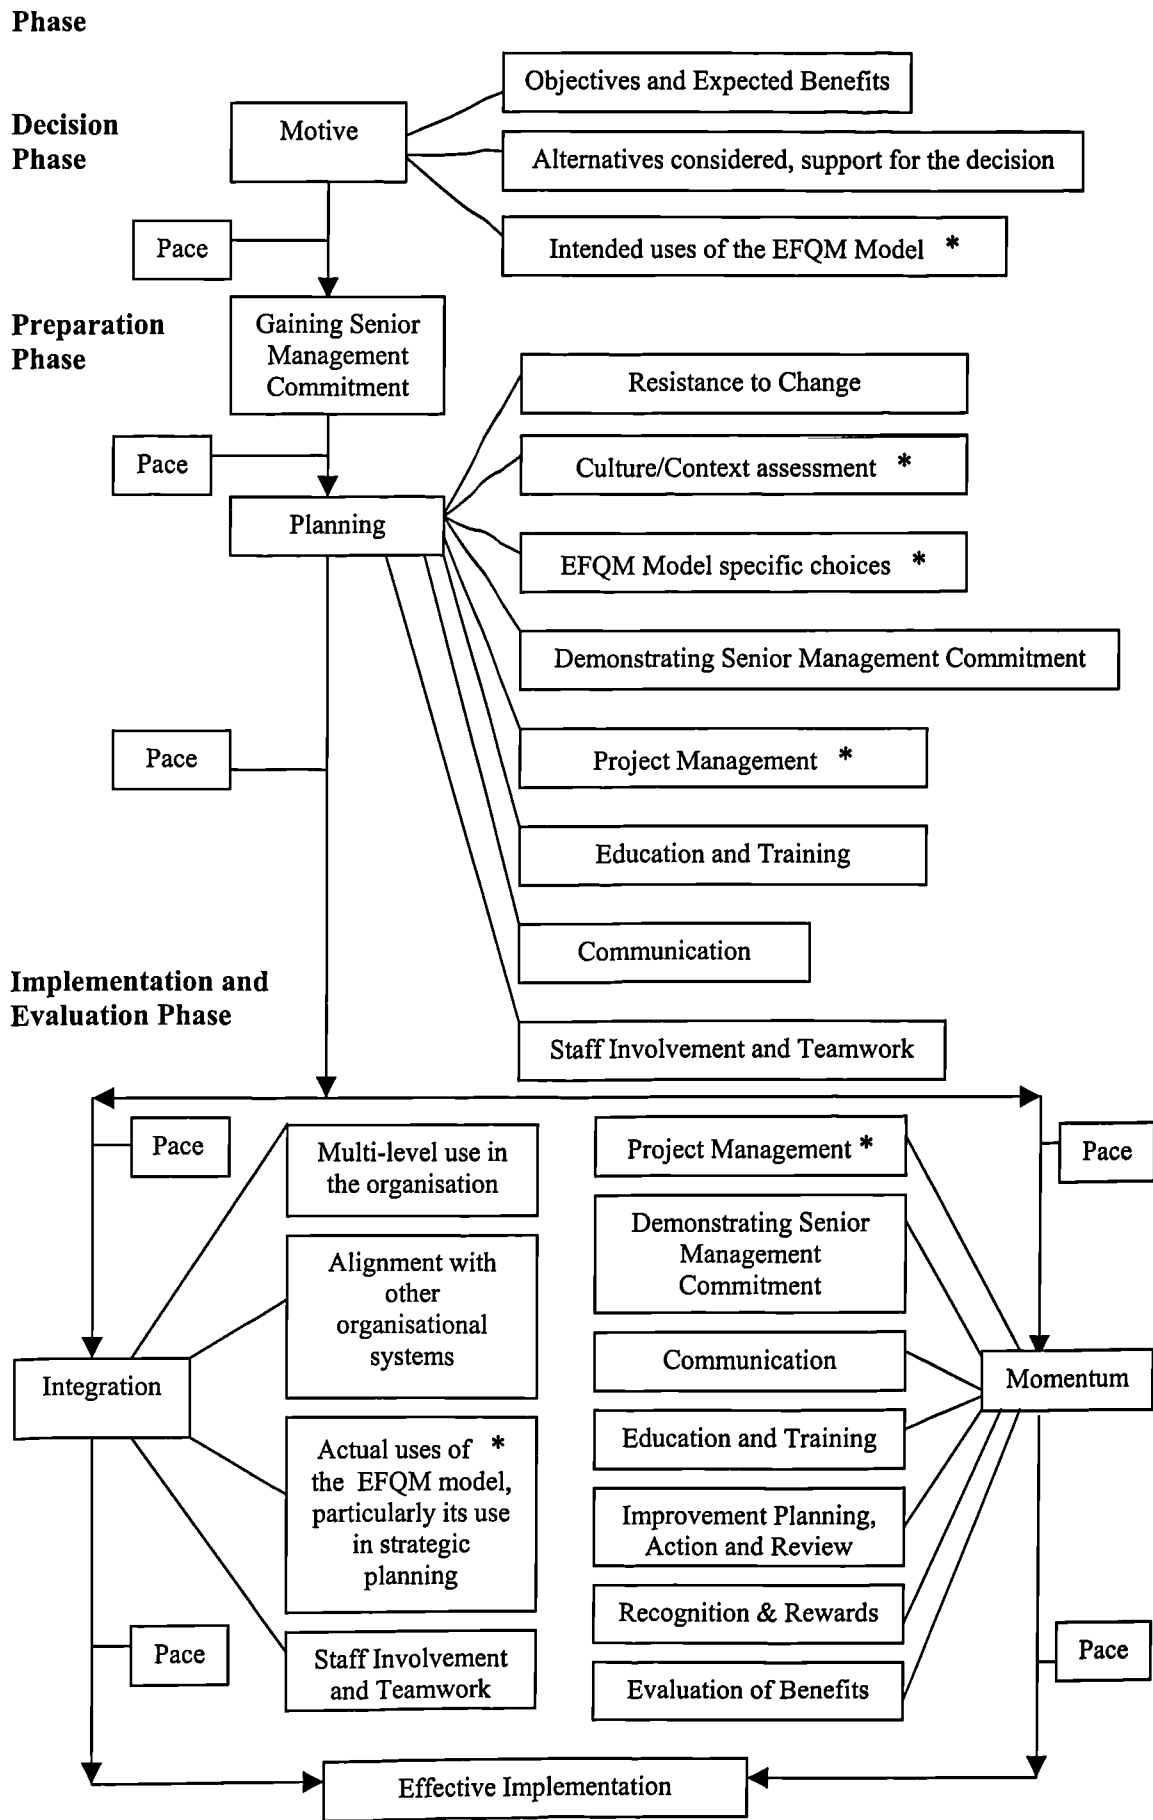 Phase
Objectives and Expected Benefits
Decision
Phase
Motive
Alternatives considered, support for the decision
Pace
Intended uses of the EFQM Model *
Preparation
Phase
Gaining Senior
Management
Commitment
Resistance to Change
Pace
Culture/Context assessment *
Planning
EFQM Model specific choices *
Demonstrating Senior Management Commitment
Pace
Project Management *
Education and Training
Communication
Implementation and
Evaluation Phase
Staff Involvement and Teamwork
Pace
Multi-level use in
the organisation
Project Management *
Pace
Alignment with
other
organisational
systems
Demonstrating Senior
Management
Commitment
Communication
Integration
Momentum
Actual uses of *
the EFQM model,
particularly its use
in strategic
planning
Education and Training
Improvement Planning,
Action and Review
Recognition & Rewards
Pace
Staff Involvement
and Teamwork
Evaluation of Benefits
Pace
Effective Implementation